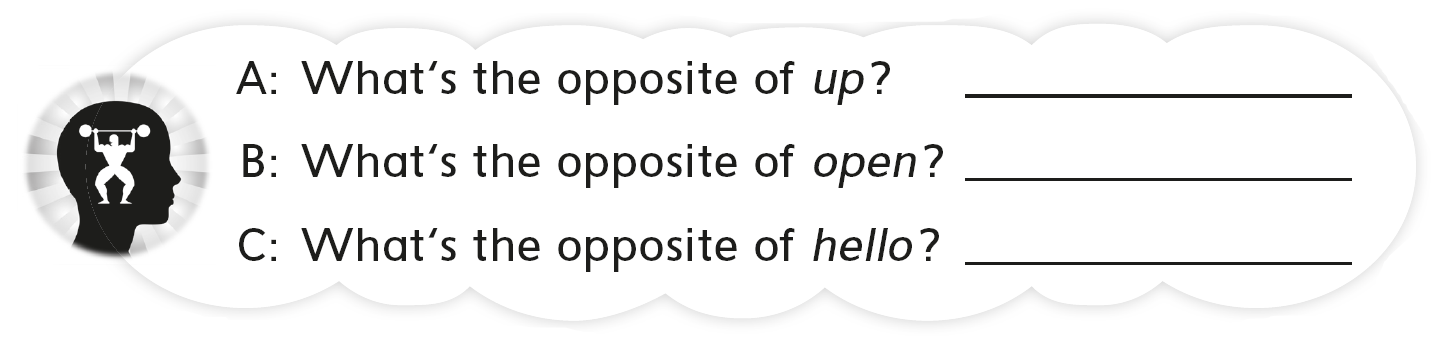 A: What‘s the opposite of up?
B: What‘s the opposite of open?
C: What‘s the opposite of hello?